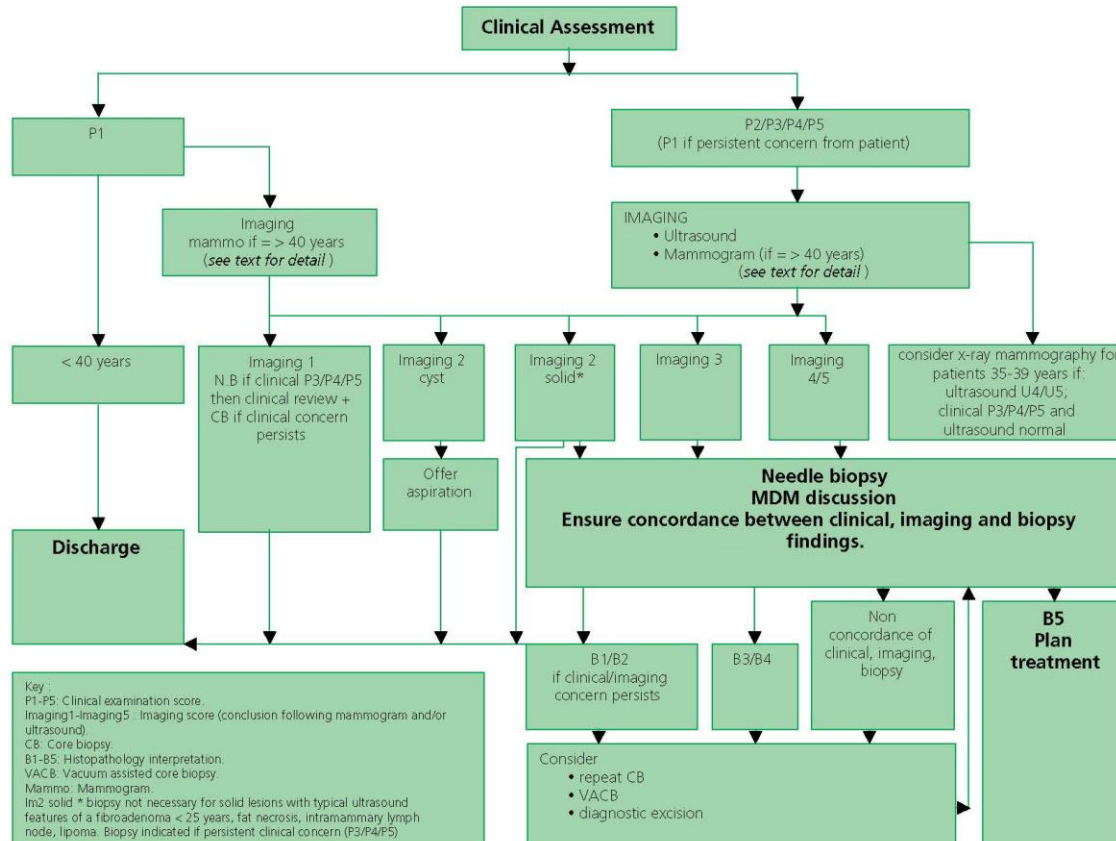 Clinical Assessment
P1
P2/P3/P4/P5
(P1 if persistent concern from patient)
Imaging
mammo if = > 40 years
(see text for detail )
IMAGING
• Ultrasound
• Mammogram (if = > 40 years)
(see text for detail )
< 40 years
Imaging 1
N.B if clinical P3/P4/P5
then clinical review +
CB if clinical concern
persists
Imaging 2
cyst
Imaging 2
solid*
Imaging 3
Imaging
4/5
consider x-ray mammography for
patients 35-39 years if:
ultrasound U4/U5;
clinical P3/P4/P5 and
ultrasound normal
Offer
aspiration
Needle biopsy
MDM discussion
Ensure concordance between clinical, imaging and biopsy
findings.
Discharge
B1/B2
if clinical/imaging
concern persists
B3/B4
Non
concordance of
clinical, imaging,
biopsy
B5
Plan
treatment
Key :
P1-P5: Clinical examination score.
Imaging1-Imaging5 : Imaging score (conclusion following mammogram and/or
ultrasound).
CB: Core biopsy.
B1-B5: Histopathology interpretation.
VACB: Vacuum assisted core biopsy.
Mammo: Mammogram.
Im2 solid * biopsy not necessary for solid lesions with typical ultrasound
features of a fibroadenoma < 25 years, fat necrosis, intramammary lymph
node, lipoma. Biopsy indicated if persistent clinical concern (P3/P4/P5)
Consider
• repeat CB
• VACB
• diagnostic excision